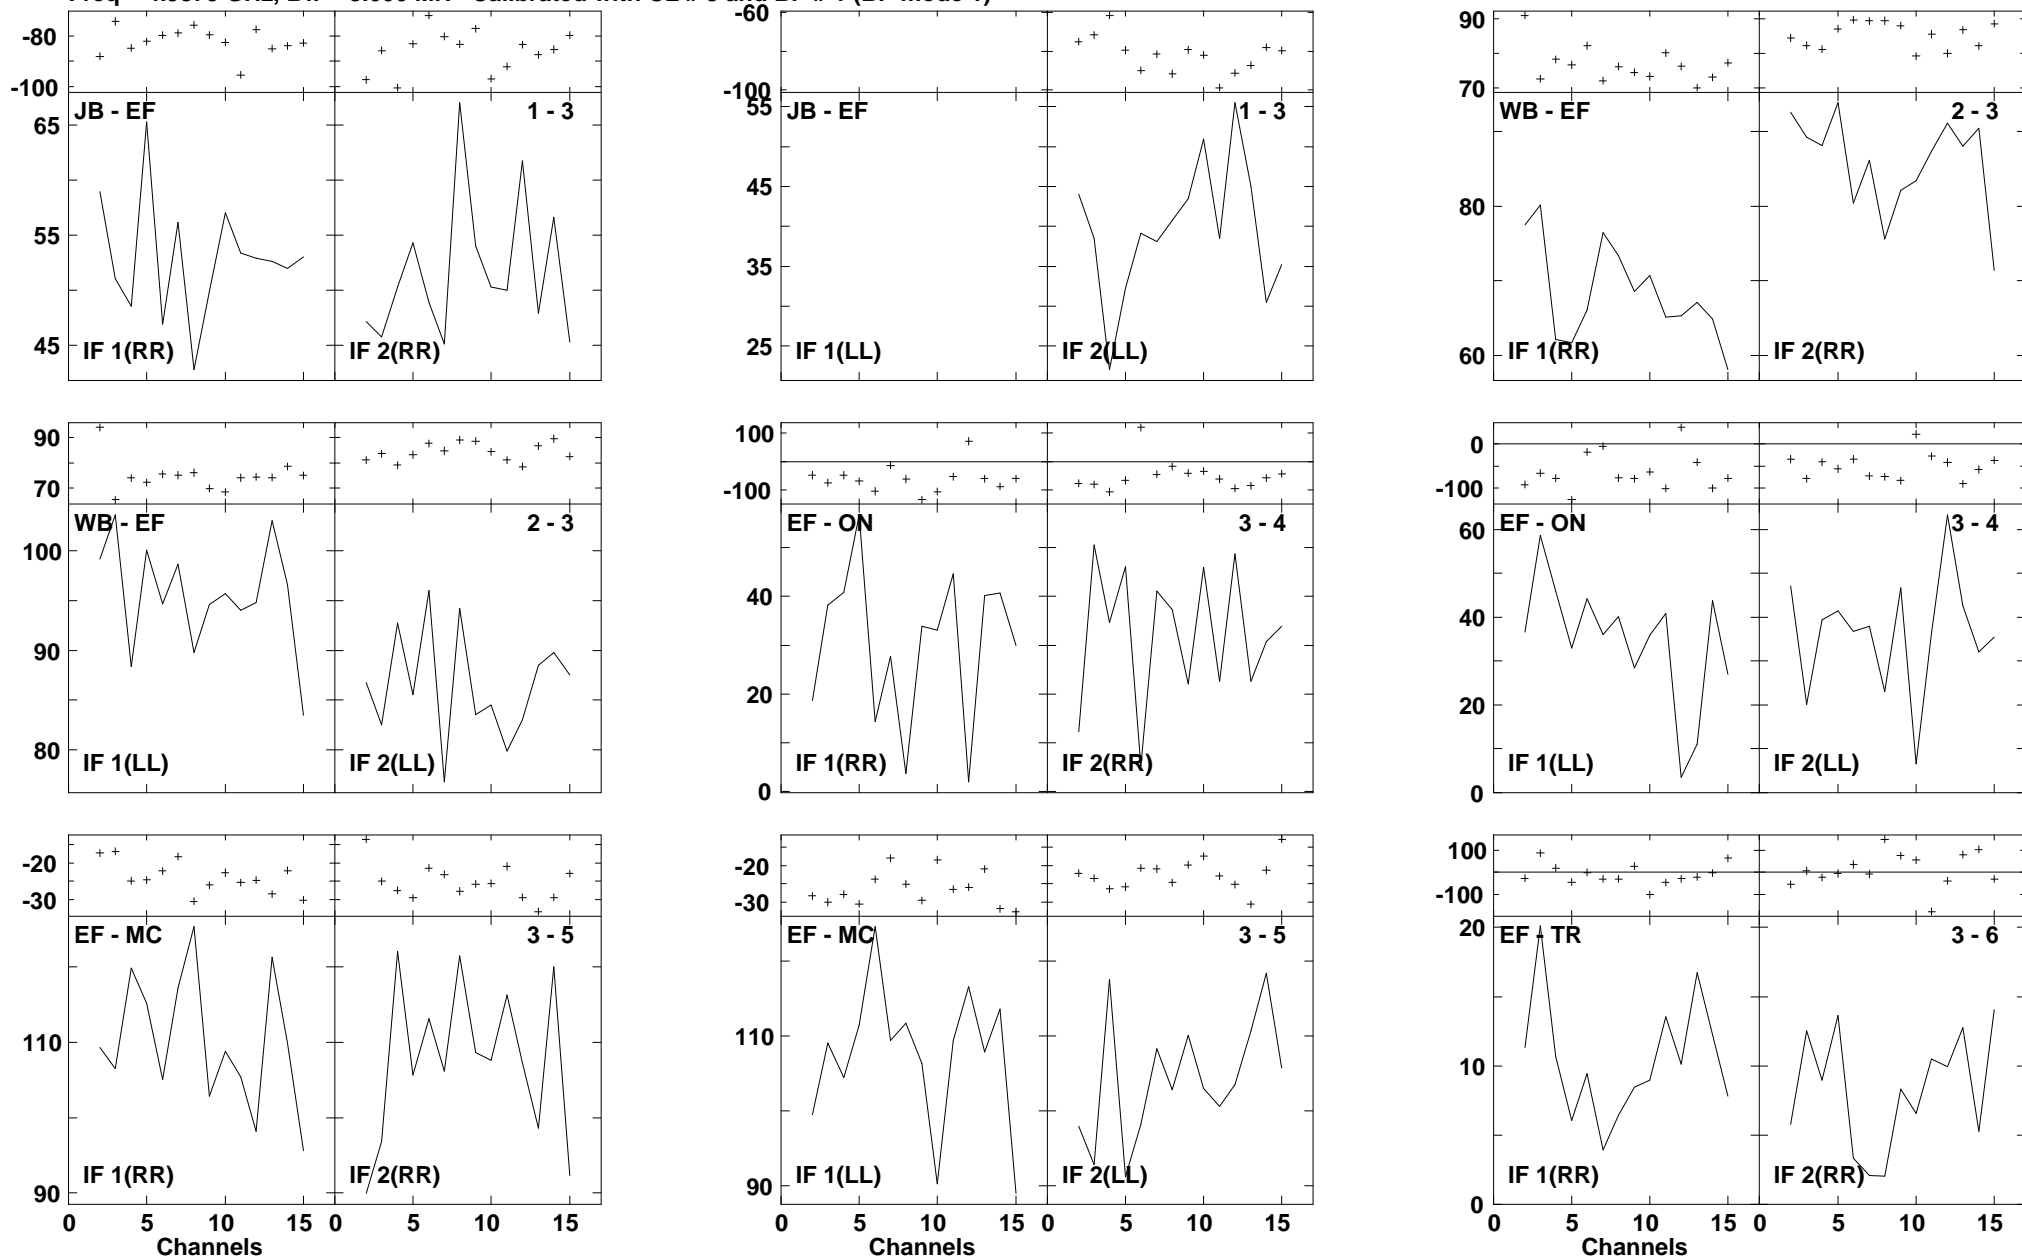 -80
-100
JB - EF
1 - 3
65
55
45
IF 1(RR)
IF 2(RR)
-60
-100
JB - EF
1 - 3
55
45
35
25
IF 1(LL)
IF 2(LL)
90
70
WB - EF
2 - 3
80
60
IF 1(RR)
IF 2(RR)
90
70
WB - EF
2 - 3
100
90
80
IF 1(LL)
IF 2(LL)
100
-100
EF - ON
3 - 4
40
20
0
IF 1(RR)
IF 2(RR)
0
-100
EF - ON
3 - 4
60
40
20
0
IF 1(LL)
IF 2(LL)
-20
-30
EF - MC
3 - 5
110
90
IF 1(RR)
IF 2(RR)
0 5 10 15 0 5 10 15
Channels
-20
-30
EF - MC
3 - 5
110
90
IF 1(LL)
IF 2(LL)
0 5 10 15 0 5 10 15
Channels
100
-100
EF - TR
3 - 6
20
10
0
IF 1(RR)
IF 2(RR)
0 5 10 15 0 5 10 15
Channels